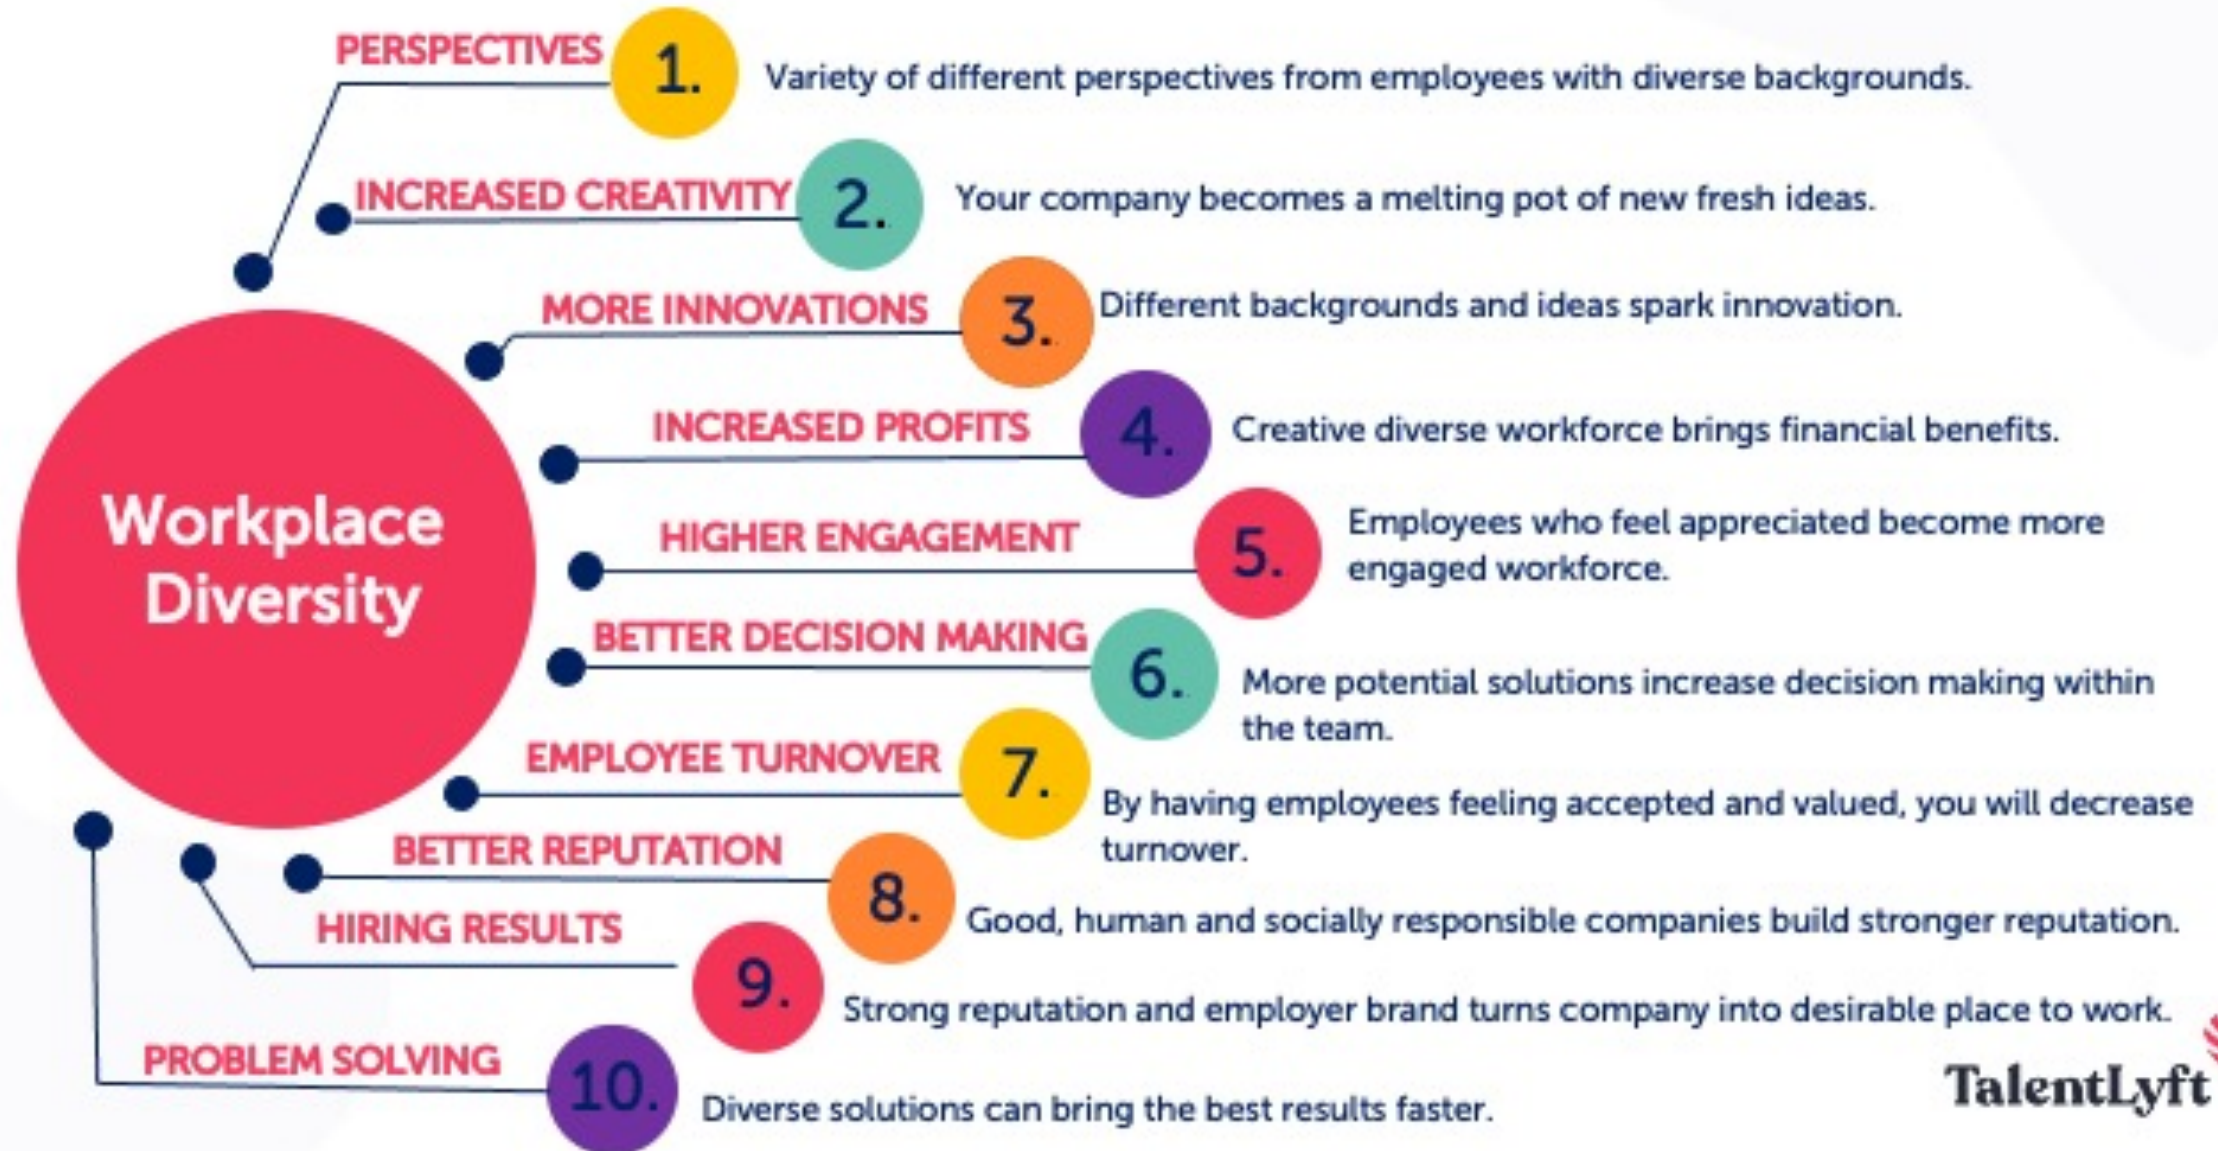 PERSPECTIVES
1.
Variety of different perspectives from employees with diverse backgrounds.
INCREASED CREATIVITY
2.
Your company becomes a melting pot of new fresh ideas.
MORE INNOVATIONS
3.
Different backgrounds and ideas spark innovation.
INCREASED PROFITS
4.
Creative diverse workforce brings financial benefits.
Workplace
Diversity
HIGHER ENGAGEMENT
5.
Employees who feel appreciated become more
engaged workforce.
BETTER DECISION MAKING
6.
More potential solutions increase decision making within
the team.
EMPLOYEE TURNOVER
7.
By having employees feeling accepted and valued, you will decrease
turnover.
BETTER REPUTATION
8.
Good, human and socially responsible companies build stronger reputation.
HIRING RESULTS
9.
Strong reputation and employer brand turns company into desirable place to work.
PROBLEM SOLVING
10.
Diverse solutions can bring the best results faster.
TalentLyft